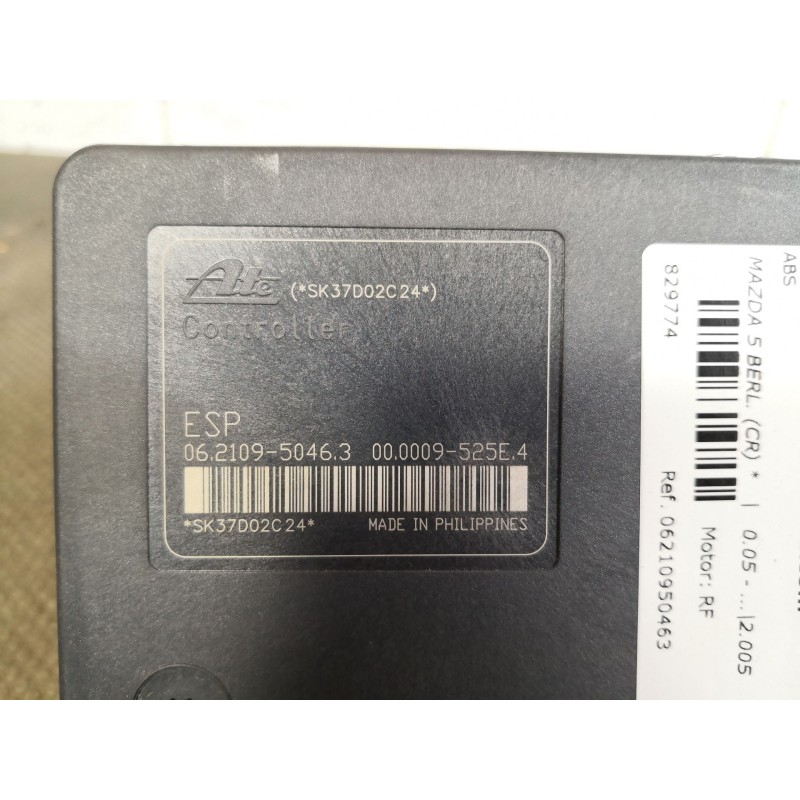 Ate (*SK37D02C24*)
Controller
ESP
06.2109-5046.3 00.0009-525E.4
*SK37D02C24* MADE IN PHILIPPINES
ABS
MAZDA 5 BERL. (CR) * | 0.05 - ... |2.005
829774
Motor: RF
Ref. 06210950463